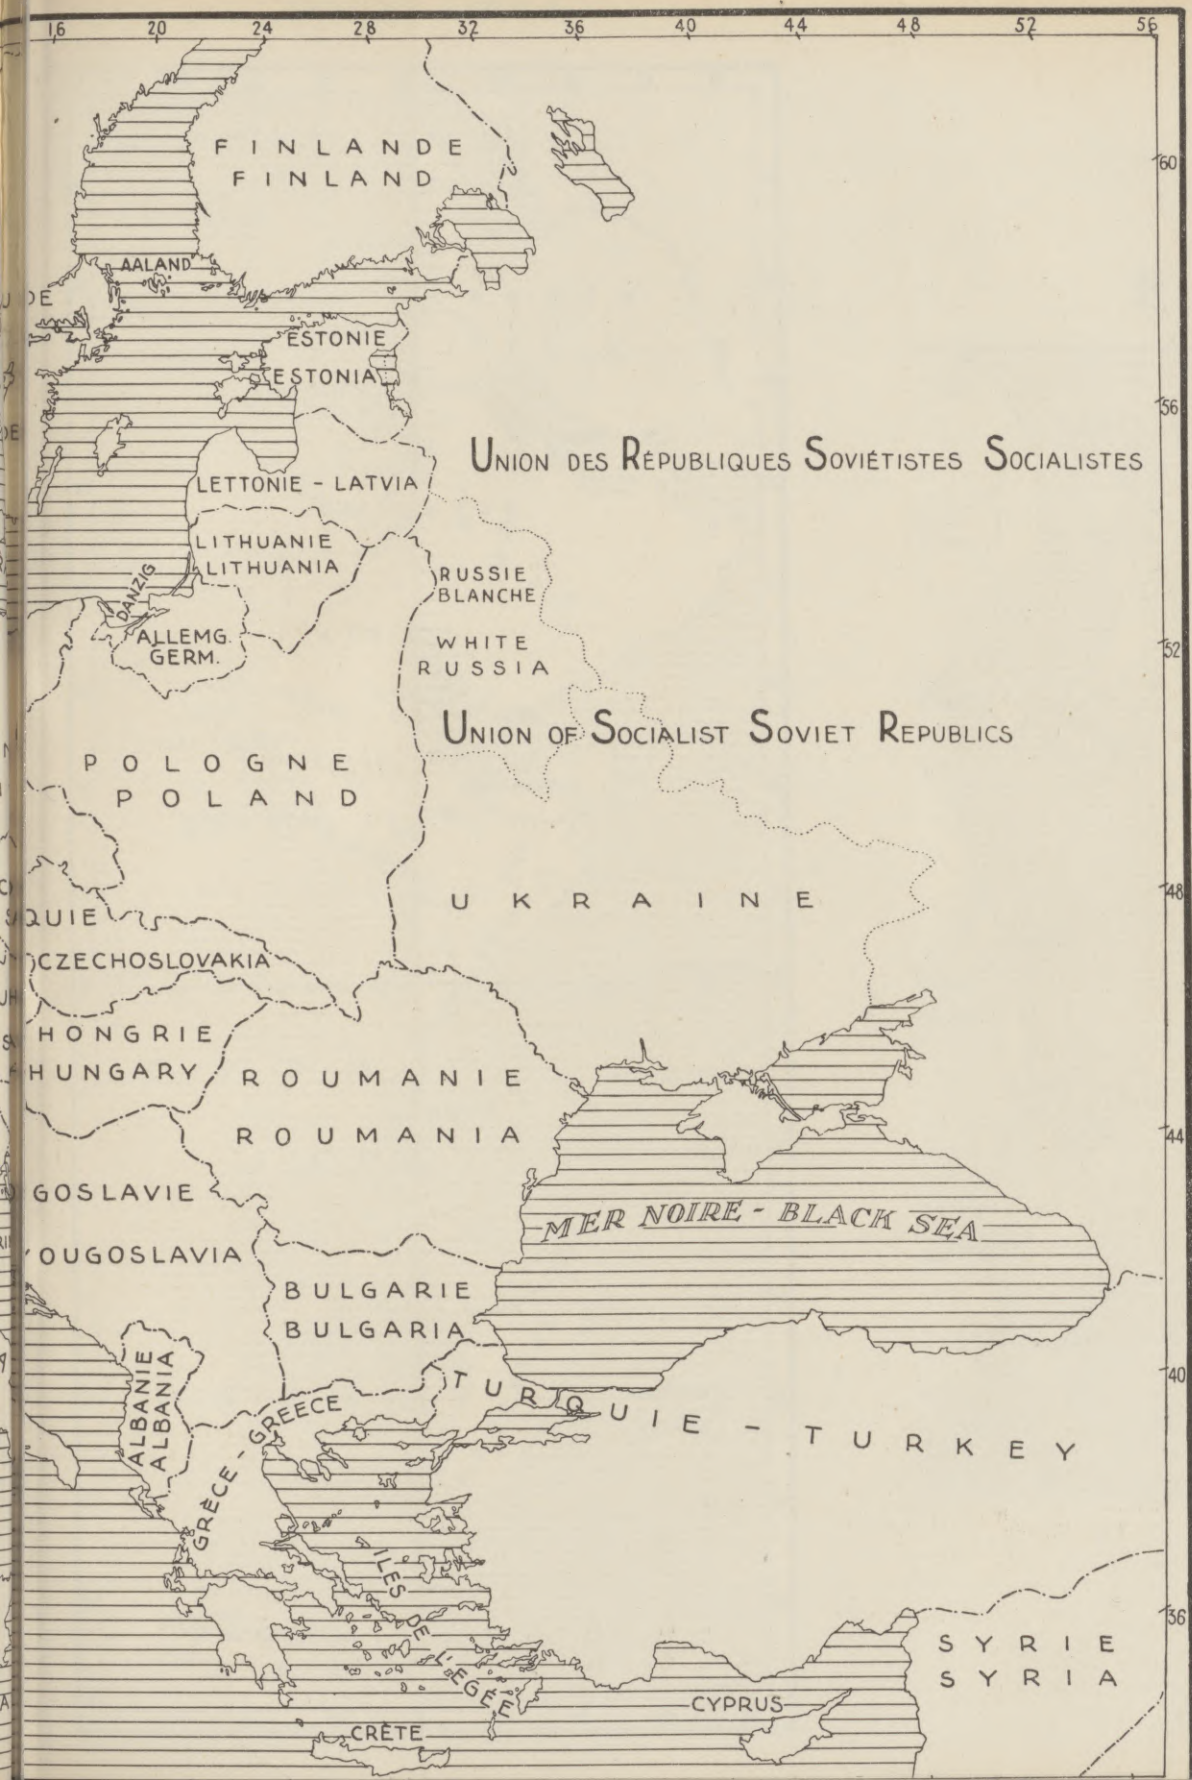 16 20 24 28 32 36 40 44 48 52 56
FINLANDE
FINLAND
60
AALAND
DE
ESTONIE
ESTONIA
56
UNION DES RÉPUBLIQUES SOVIÉTISTES SOCIALISTES
LETTONIE - LATVIA
LITHUANIE
LITHUANIA
DANZIG
RUSSIE
BLANCHE
ALLEMG.
GERM.
WHITE
RUSSIA
52
UNION OF SOCIALIST SOVIET REPUBLICS
POLOGNE
POLAND
UKRAINE
48
QUIE
CZECHOSLOVAKIA
HONGRIE
HUNGARY
ROUMANIE
ROUMANIA
44
GOSLAVIE
MER NOIRE - BLACK SEA
OUGOSLAVIA
BULGARIE
BULGARIA
ALBANIE
ALBANIA
40
TURQUIE - TURKEY
GRÈCE - GREECE
ILES DE L'EGÉE
36
SYRIE
SYRIA
CYPRUS
CRÈTE